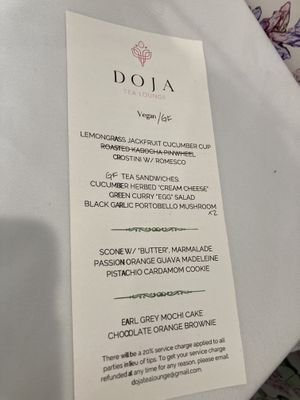 DOJA
TEA LOUNGE
Vegan/GF
LEMONGRASS JACKFRUIT CUCUMBER CUP
ROASTED KABOCHA PINWHEEL
CROSTINI W/ ROMESCO
GF TEA SANDWICHES:
CUCUMBER HERBED "CREAM CHEESE"
GREEN CURRY "EGG" SALAD
BLACK GARLIC PORTOBELLO MUSHROOM
x2
SCONE W/ "BUTTER", MARMALADE
PASSION ORANGE GUAVA MADELEINE
PISTACHIO CARDAMOM COOKIE
EARL GREY MOCHI CAKE
CHOCOLATE ORANGE BROWNIE
There will be a 20% service charge applied to all
parties in lieu of tips. To get your service charge
refunded at any time for any reason, please email
dojatealounge@gmail.com.